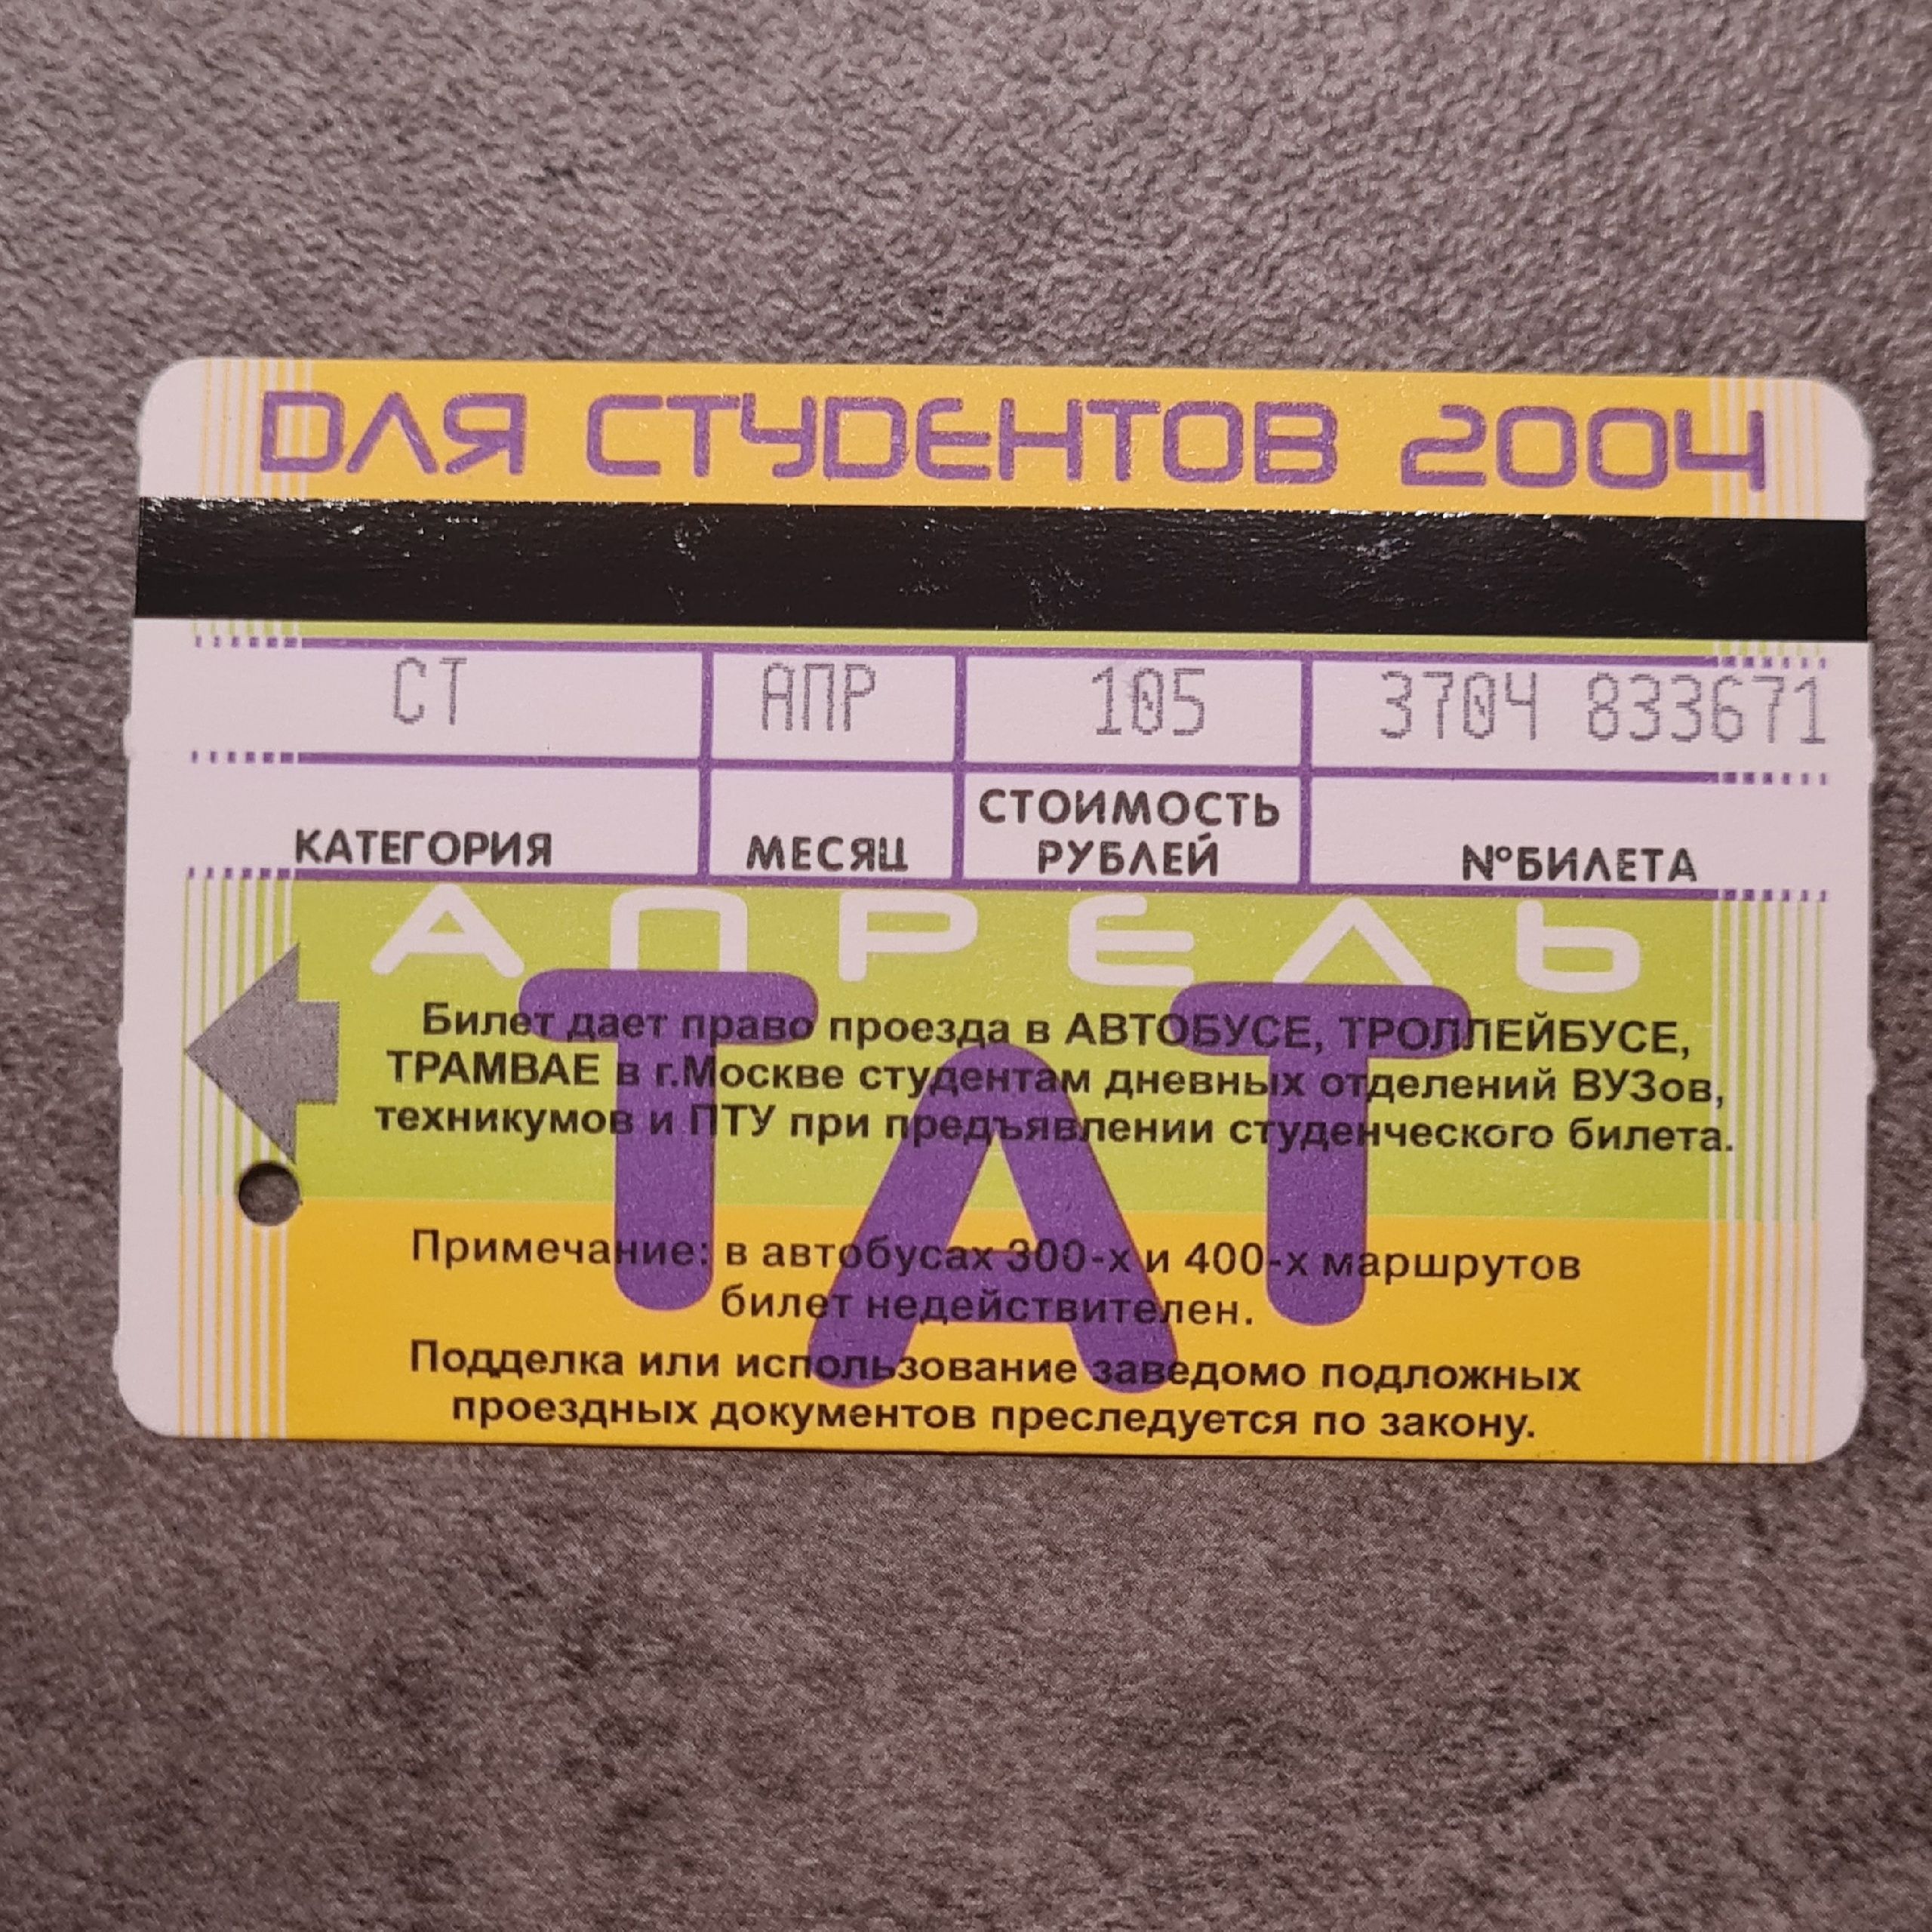 ДЛЯ СТУДЕНТОВ 2004
СТ АПР 105 3704 833671
КАТЕГОРИЯ МЕСЯЦ СТОИМОСТЬ РУБЛЕЙ №БИЛЕТА
АПРЕЛЬ
ТАТ
Билет дает право проезда в АВТОБУСЕ, ТРОЛЛЕЙБУСЕ,
ТРАМВАЕ в г.Москве студентам дневных отделений ВУЗов,
техникумов и ПТУ при предъявлении студенческого билета.
Примечание: в автобусах 300-х и 400-х маршрутов
билет недействителен.
Подделка или использование заведомо подложных
проездных документов преследуется по закону.